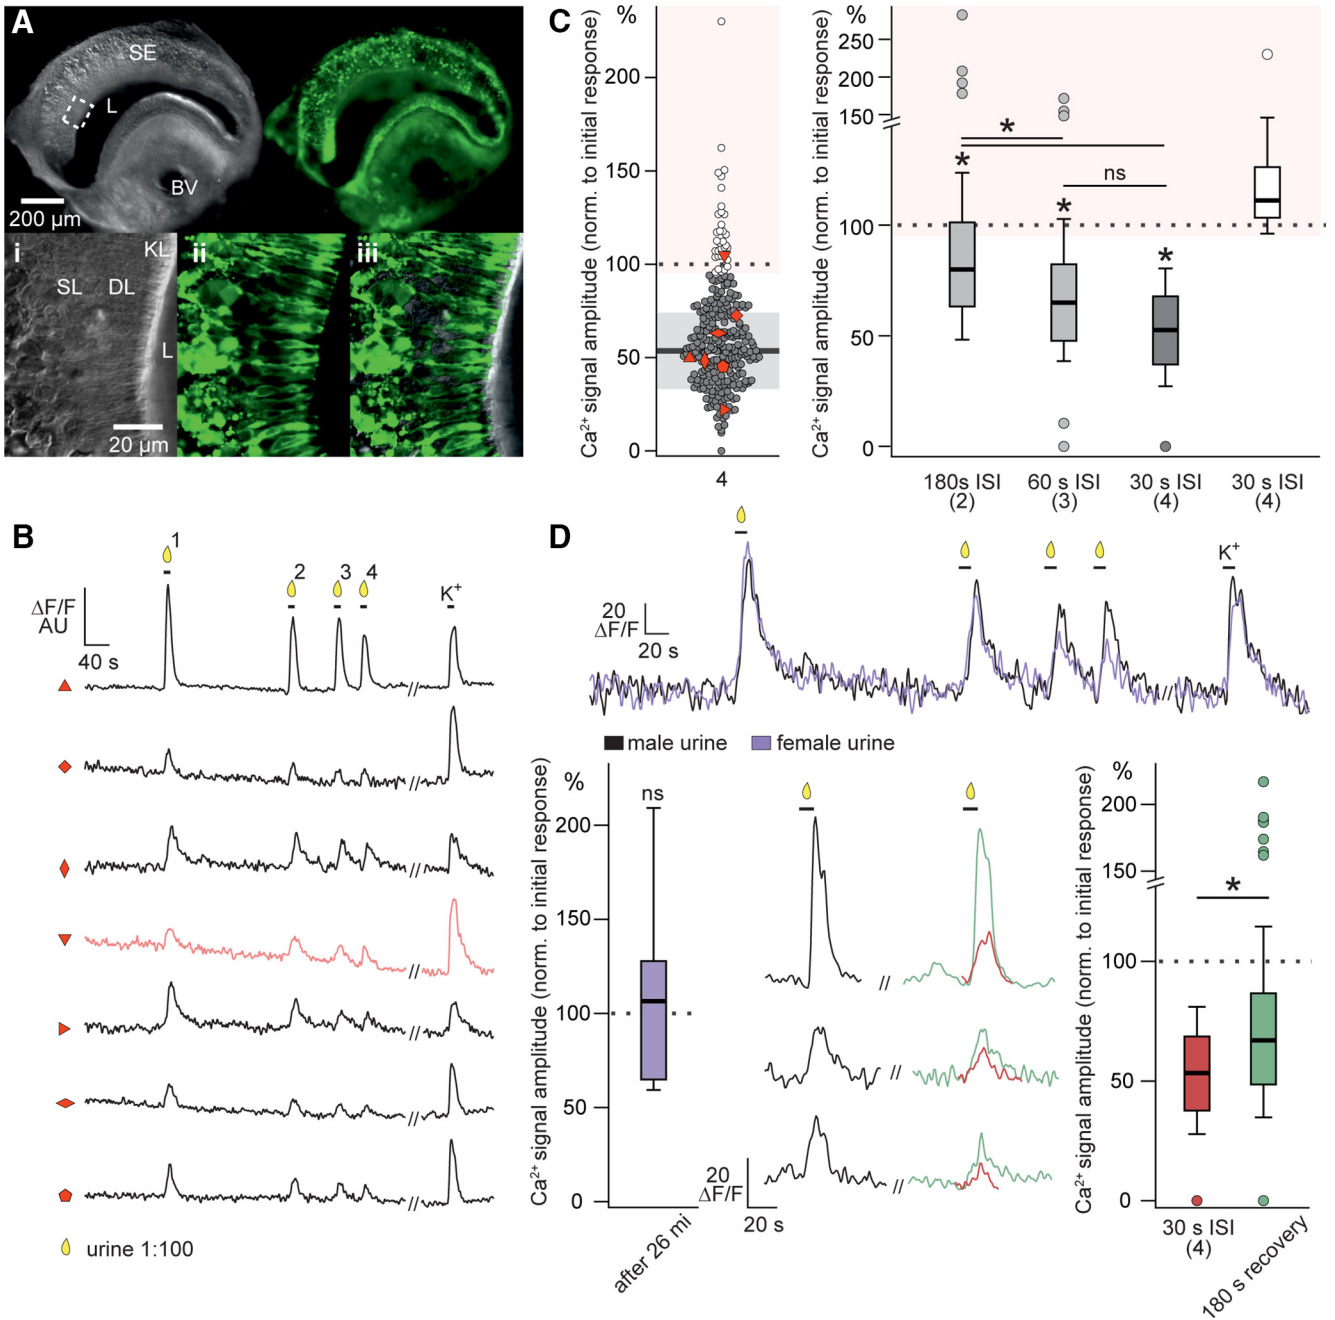 A
SE
L
BV
200 µm
i
ii
iii
KL
SL
DL
L
20 µm
B
1
2
3
4
K+
ΔF/F
AU
40 s
urine 1:100
C
%
Ca2+ signal amplitude (norm. to initial response)
200
150
100
50
0
4
%
Ca2+ signal amplitude (norm. to initial response)
250
200
150
100
50
0
*
*
*
ns
*
180s ISI
(2)
60 s ISI
(3)
30 s ISI
(4)
30 s ISI
(4)
D
K+
20
ΔF/F
20 s
male urine
female urine
%
Ca2+ signal amplitude (norm. to initial response)
ns
200
150
100
50
0
after 26 mi
20
ΔF/F
20 s
%
Ca2+ signal amplitude (norm. to initial response)
200
150
100
50
0
*
30 s ISI
(4)
180 s recovery